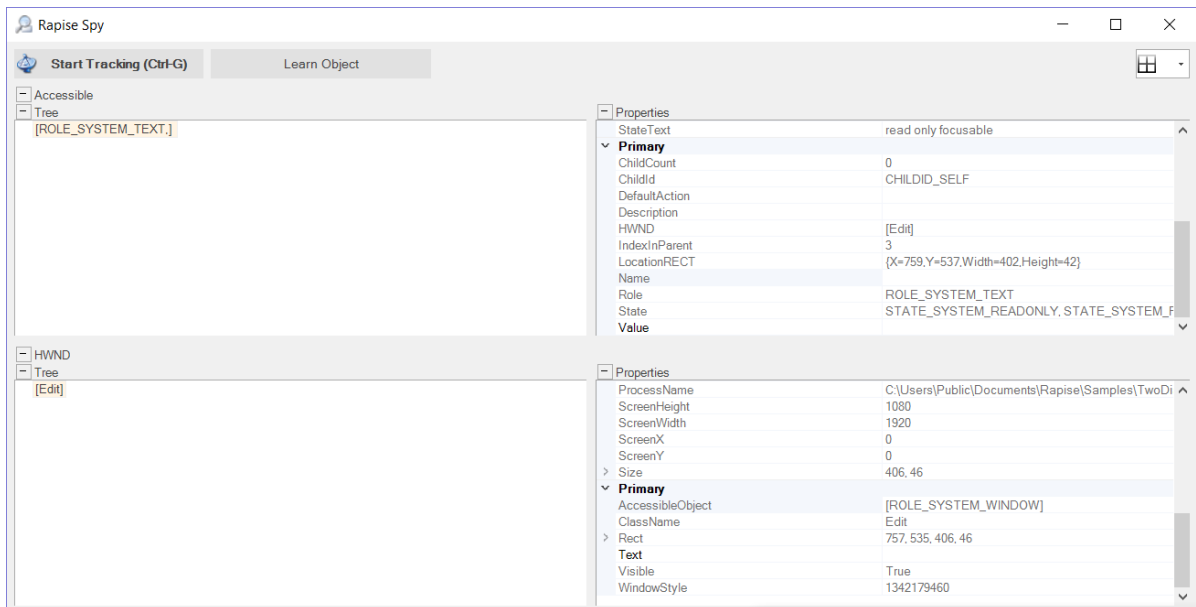 Rapise Spy
Start Tracking (Ctrl-G) Learn Object
Accessible
Tree
[ROLE_SYSTEM_TEXT,]
Properties
StateText read only focusable
Primary
ChildCount 0
ChildId CHILDID_SELF
DefaultAction
Description
HWND [Edit]
IndexInParent 3
LocationRECT {X=759,Y=537,Width=402,Height=42}
Name
Role ROLE_SYSTEM_TEXT
State STATE_SYSTEM_READONLY, STATE_SYSTEM_F
Value
HWND
Tree
[Edit]
Properties
ProcessName C:\Users\Public\Documents\Rapise\Samples\TwoDi
ScreenHeight 1080
ScreenWidth 1920
ScreenX 0
ScreenY 0
Size 406, 46
Primary
AccessibleObject [ROLE_SYSTEM_WINDOW]
ClassName Edit
Rect 757, 535, 406, 46
Text
Visible True
WindowStyle 1342179460